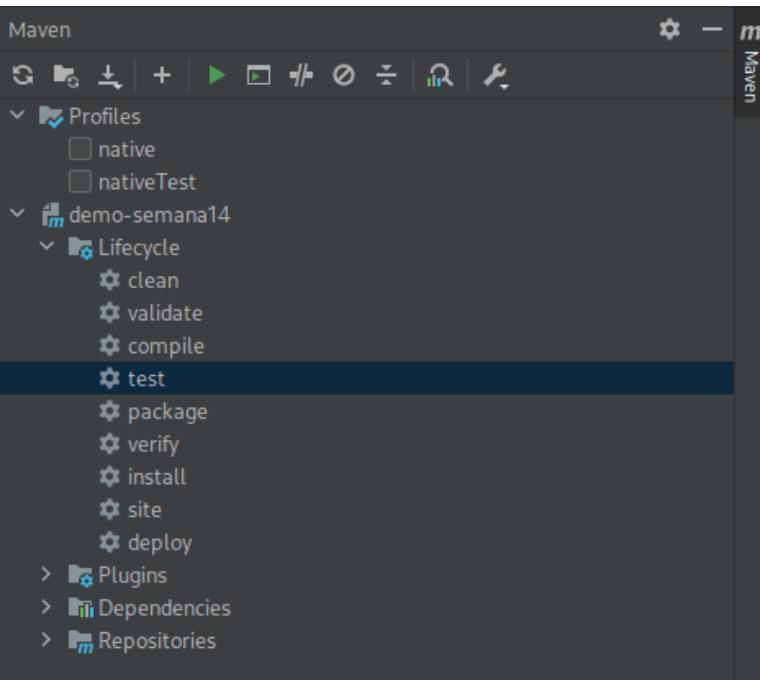 Maven
m
Maven
Profiles
native
nativeTest
demo-semana14
Lifecycle
clean
validate
compile
test
package
verify
install
site
deploy
Plugins
Dependencies
Repositories